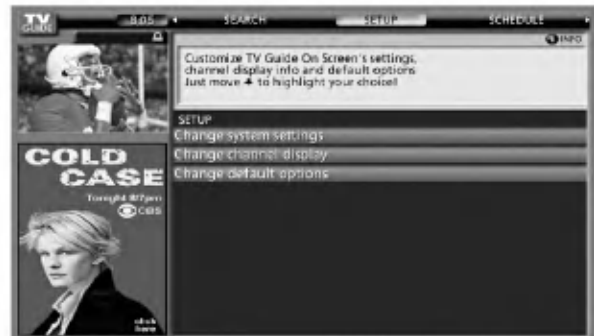 TV
GUIDE
8:05
SEARCH
SETUP
SCHEDULE
INFO
Customize TV Guide On Screen's settings,
channel display info and default options
Just move to highlight your choice!
SETUP
Change system settings
Change channel display
Change default options
COLD
CASE
Tonight 8/7pm
CBS
click
here